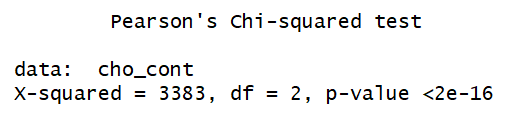 Pearson's Chi-squared test
data:  cho_cont
X-squared = 3383, df = 2, p-value <2e-16